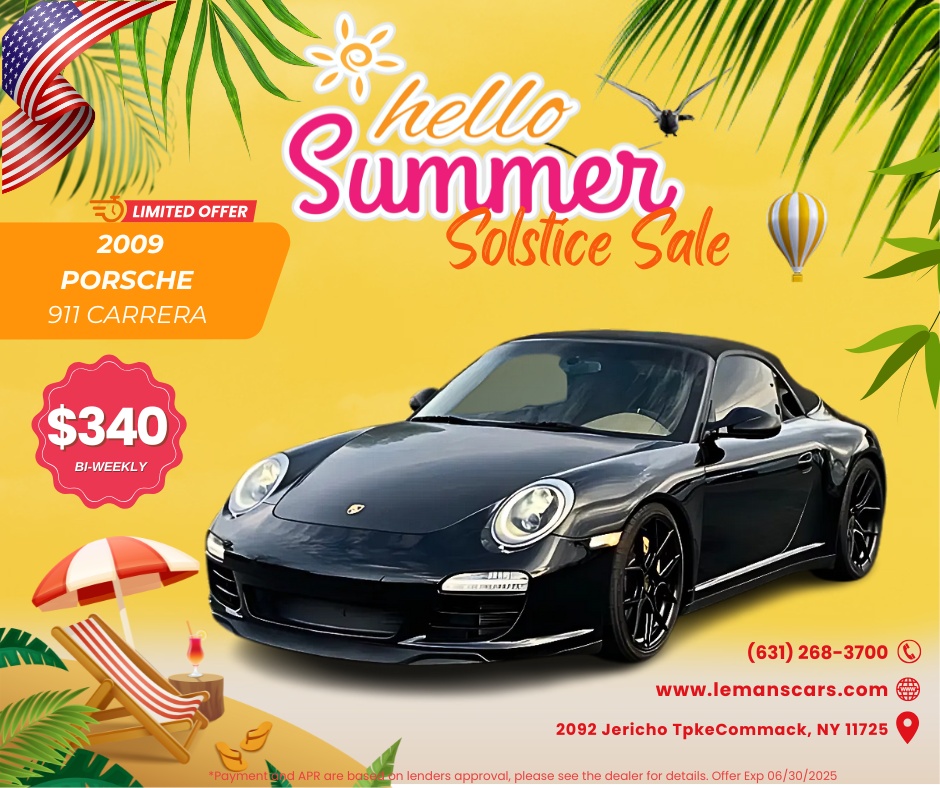 hello
Summer
Solstice Sale
LIMITED OFFER
2009
PORSCHE
911 CARRERA
$340
BI-WEEKLY
(631) 268-3700
www.lemanscars.com
2092 Jericho TpkeCommack, NY 11725
*Payment and APR are based on lenders approval, please see the dealer for details. Offer Exp 06/30/2025